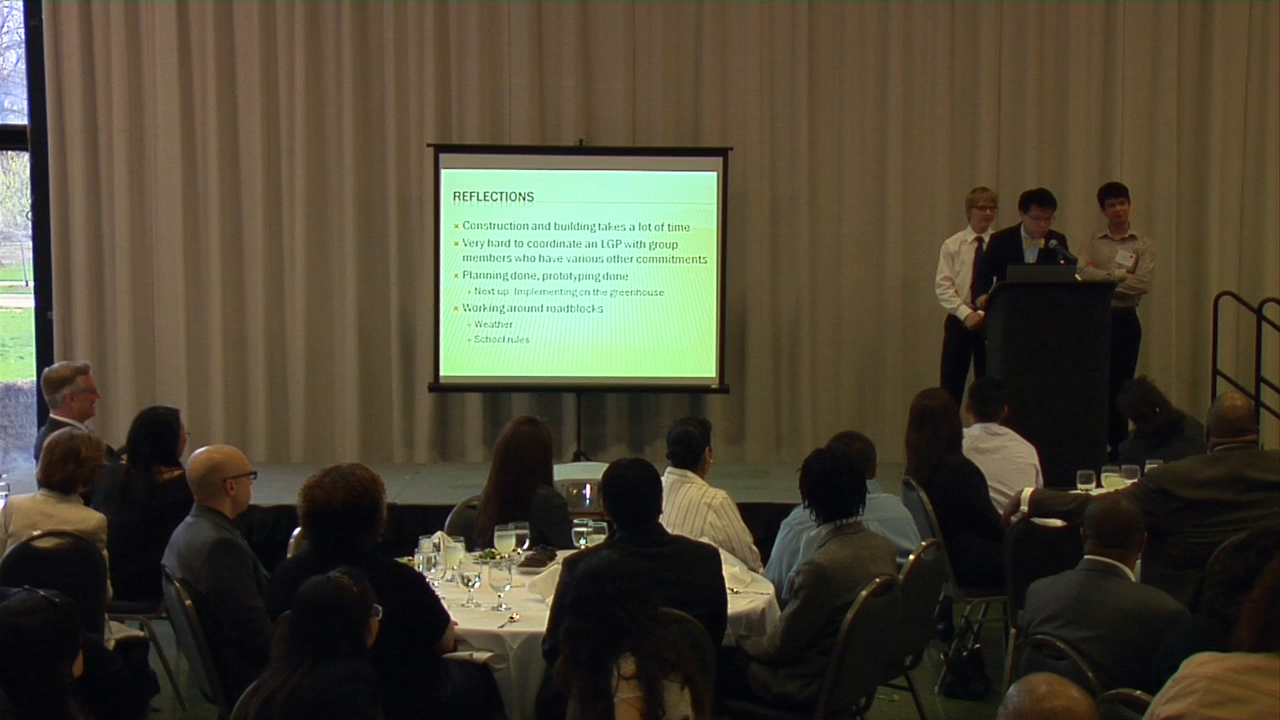 REFLECTIONS
Construction and building takes a lot of time
Very hard to coordinate an LGP with group
members who have various other commitments
Planning done, prototyping done
Next up: Implementing on the greenhouse
Working around roadblocks
Weather
School rules